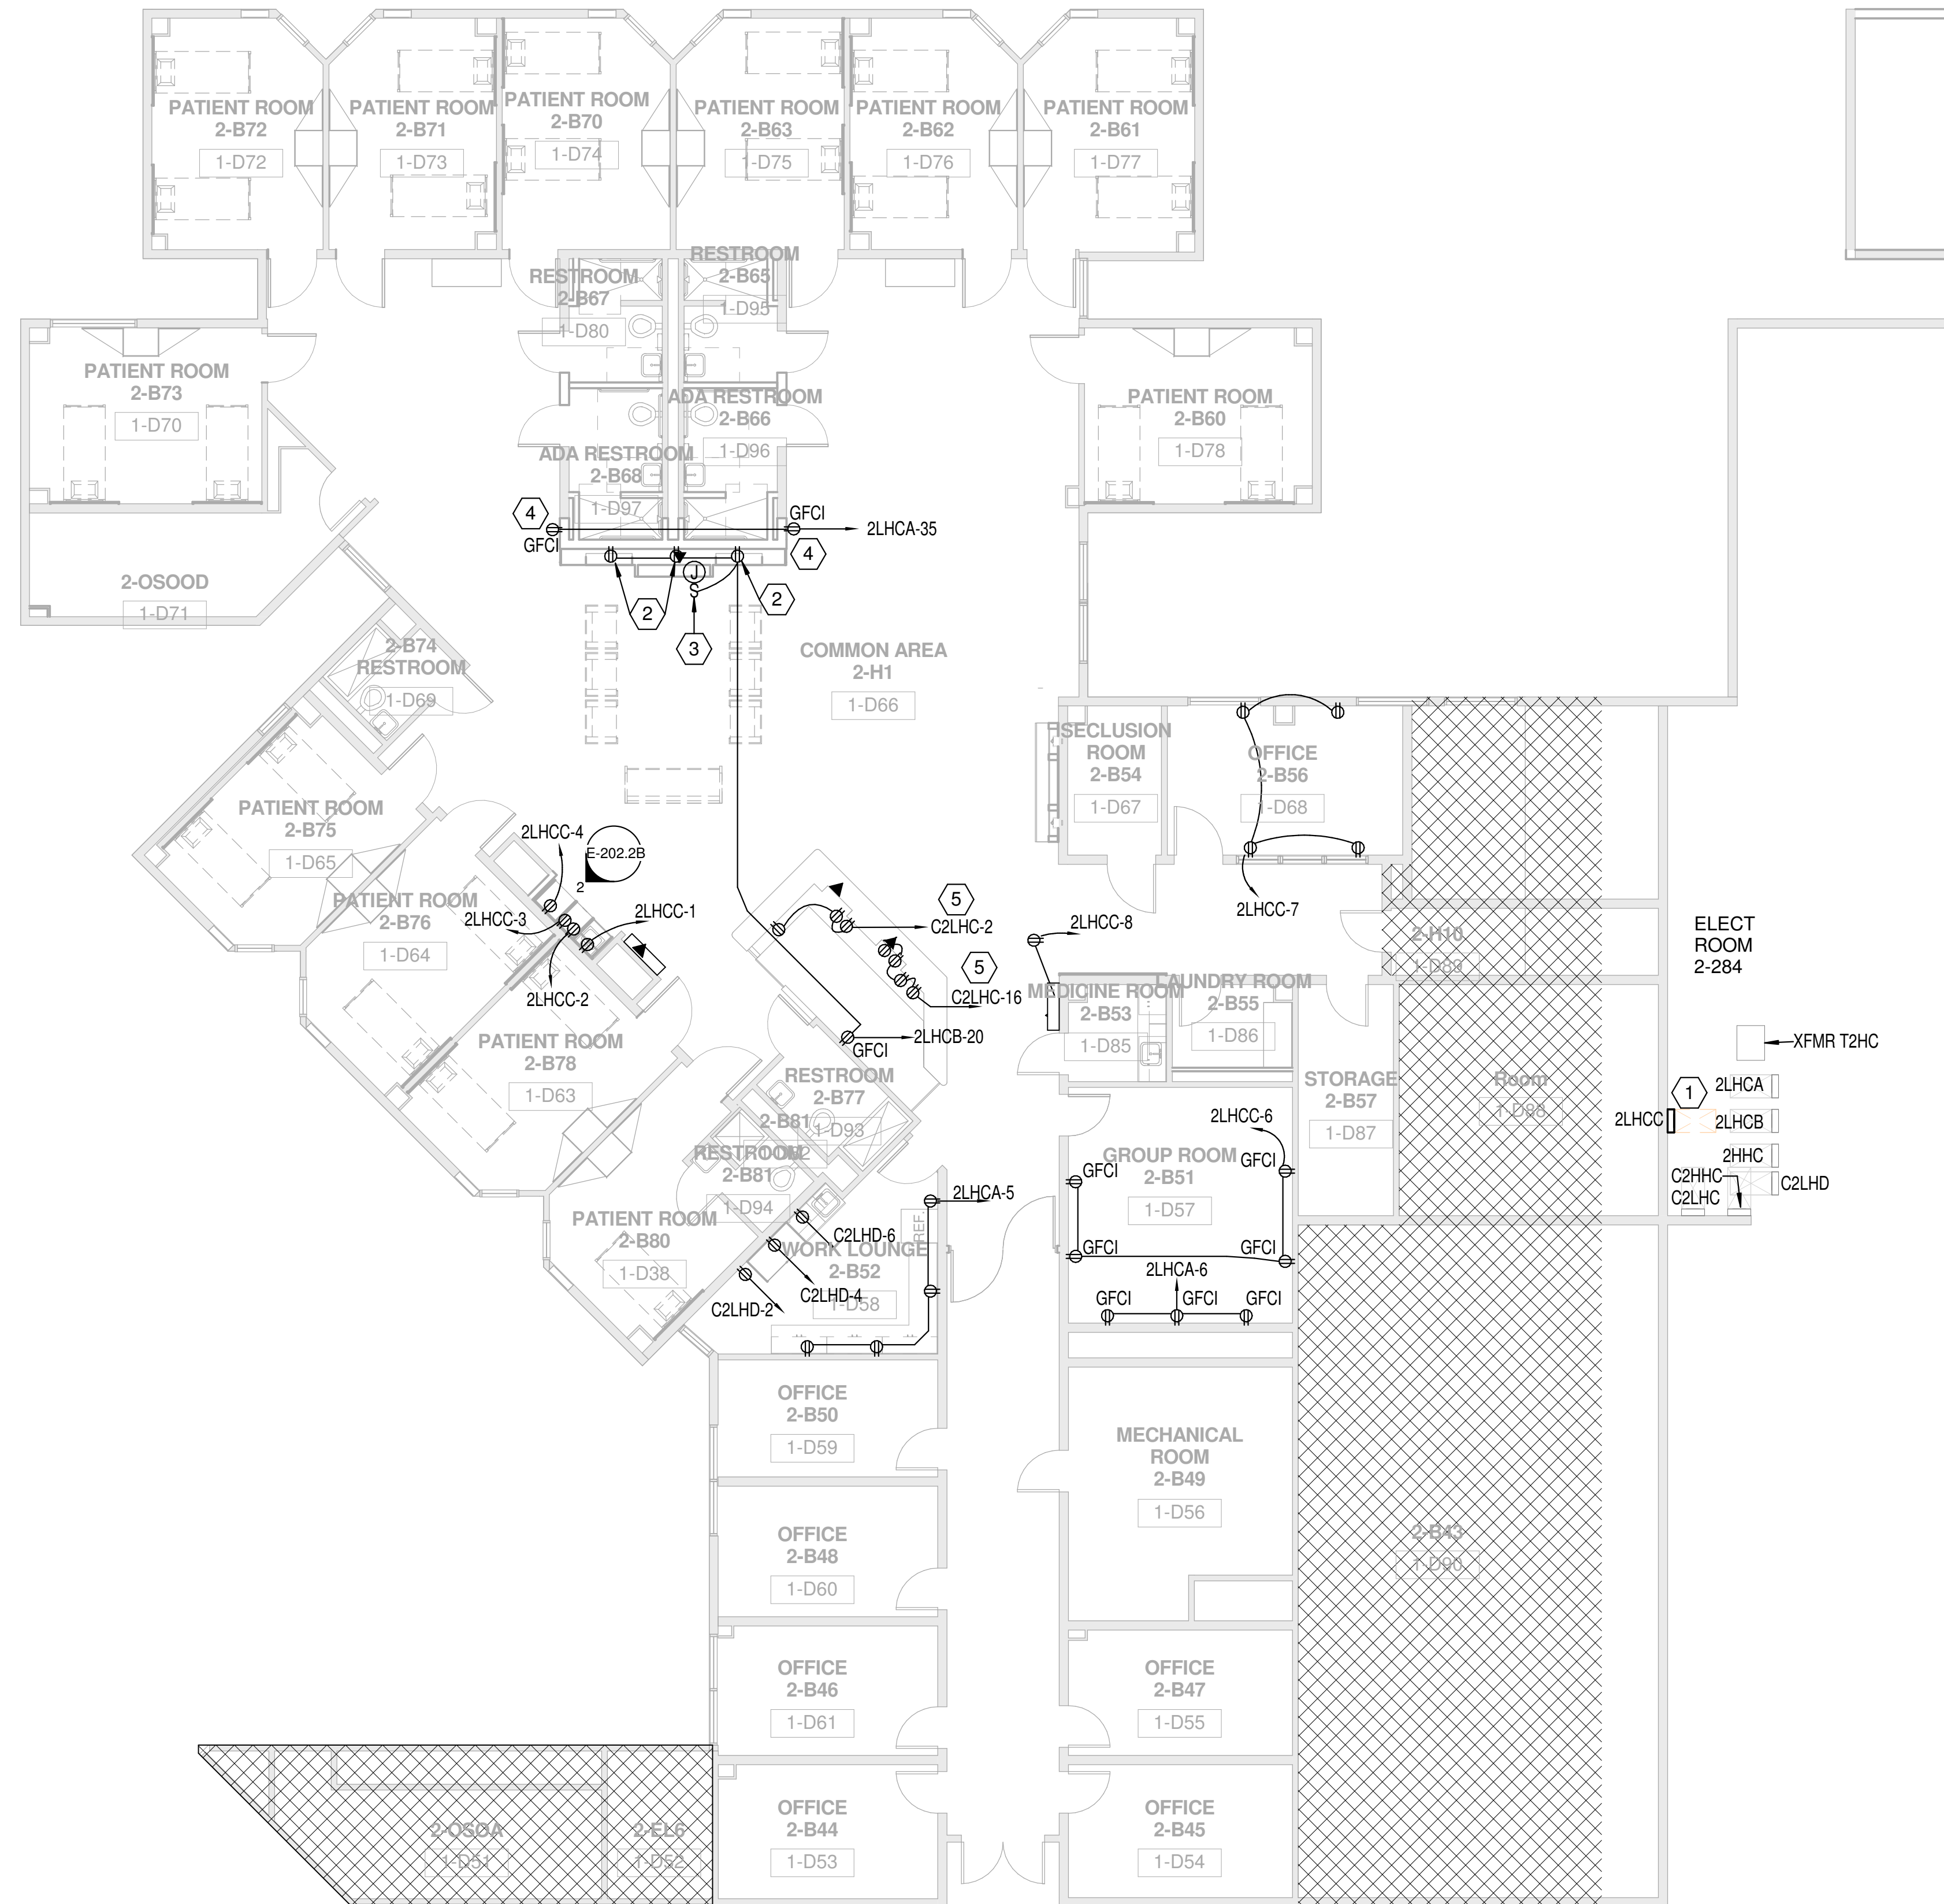 PATIENT ROOM
2-B72
1-D72
PATIENT ROOM
2-B71
1-D73
PATIENT ROOM
2-B70
1-D74
PATIENT ROOM
2-B63
1-D75
PATIENT ROOM
2-B62
1-D76
PATIENT ROOM
2-B61
1-D77
RESTROOM
2-B67
1-D80
RESTROOM
2-B65
1-D95
PATIENT ROOM
2-B73
1-D70
ADA RESTROOM
2-B66
1-D96
ADA RESTROOM
2-B68
1-D97
PATIENT ROOM
2-B60
1-D78
4
GFCI
GFCI
2LHCA-35
4
2-OSOOD
1-D71
J
S
2
2
3
COMMON AREA
2-H1
1-D66
2-B74
RESTROOM
1-D69
SECLUSION
ROOM
2-B54
1-D67
OFFICE
2-B56
1-D68
2LHCC-7
PATIENT ROOM
2-B75
1-D65
2LHCC-4
E-202.2B
2
PATIENT ROOM
2-B76
1-D64
2LHCC-3
2LHCC-1
2LHCC-2
5
C2LHC-2
5
C2LHC-16
2LHCB-20
GFCI
2LHCC-8
2-H10
1-D89
ELECT
ROOM
2-284
MEDICINE ROOM
2-B53
1-D85
LAUNDRY ROOM
2-B55
1-D86
PATIENT ROOM
2-B78
1-D63
RESTROOM
2-B77
1-D93
2-B81
RESTROOM
2-B81
1-D94
STORAGE
2-B57
1-D87
Room
1-D88
XFMR T2HC
1
2LHCA
2LHCC
2LHCB
2HHC
C2HHC
C2LHC
C2LHD
2LHCC-6
GROUP ROOM
2-B51
1-D57
GFCI
GFCI
GFCI
GFCI
2LHCA-6
GFCI
GFCI
GFCI
2LHCA-5
PATIENT ROOM
2-B80
1-D38
C2LHD-6
REF.
WORK LOUNGE
2-B52
1-D58
C2LHD-4
C2LHD-2
OFFICE
2-B50
1-D59
MECHANICAL
ROOM
2-B49
1-D56
OFFICE
2-B48
1-D60
2-B43
1-D90
OFFICE
2-B46
1-D61
OFFICE
2-B47
1-D55
2-OSOA
1-D51
2-EL6
1-D52
OFFICE
2-B44
1-D53
OFFICE
2-B45
1-D54